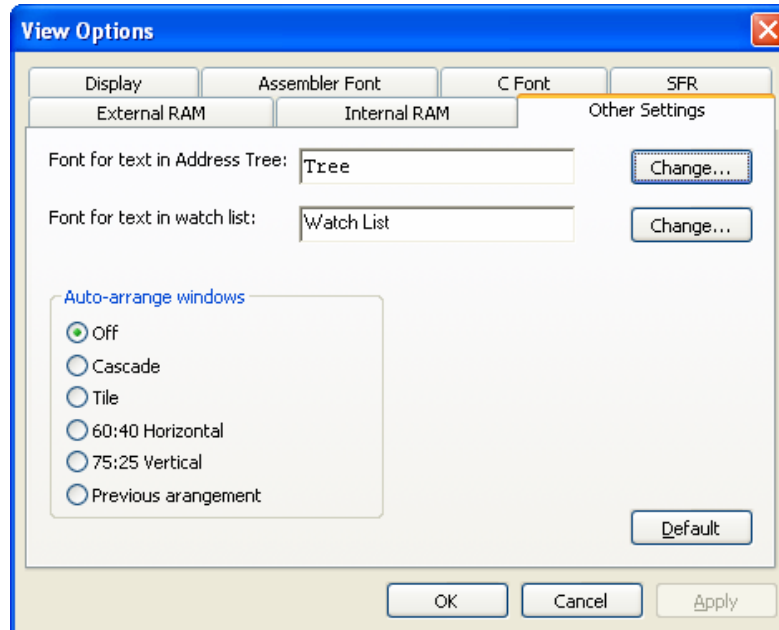 View Options
Display Assembler Font C Font SFR
External RAM Internal RAM Other Settings
Font for text in Address Tree: Tree Change...
Font for text in watch list: Watch List Change...
Auto-arrange windows
Off
Cascade
Tile
60:40 Horizontal
75:25 Vertical
Previous arangement
Default
OK Cancel Apply